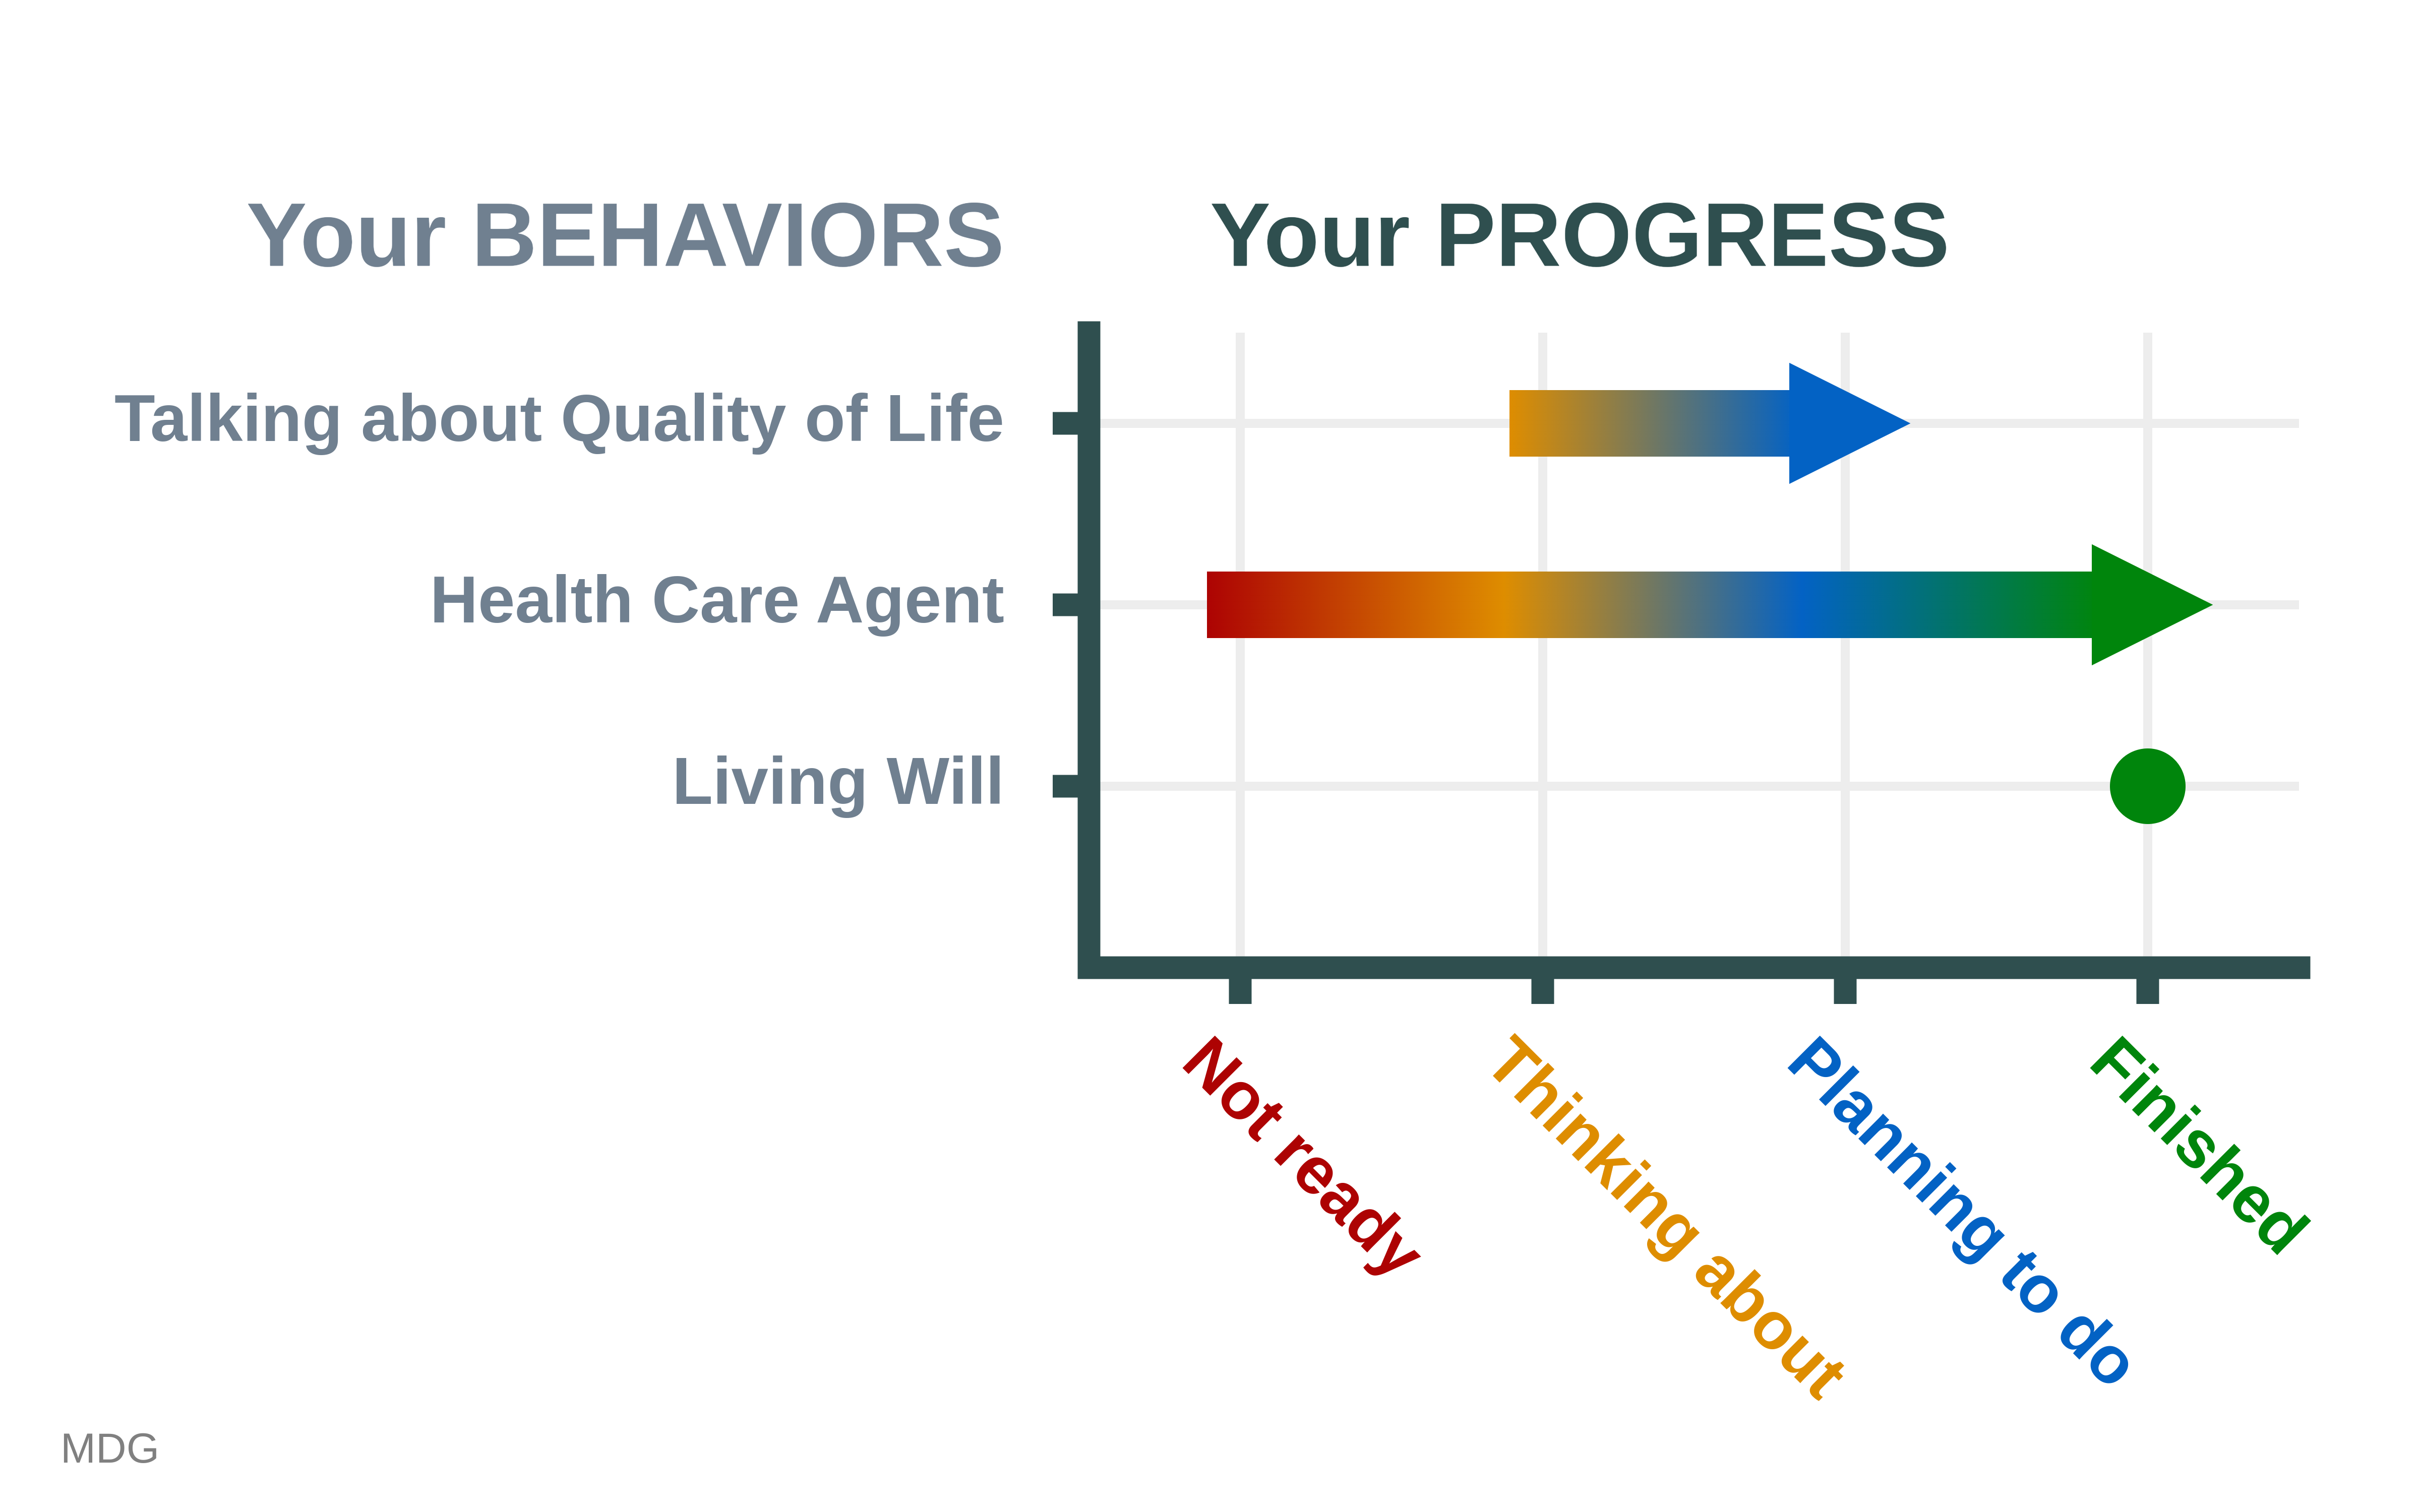 Your BEHAVIORS
Your PROGRESS
Talking about Quality of Life
Health Care Agent
Living Will
Not ready
Thinking about
Planning to do
Finished
MDG